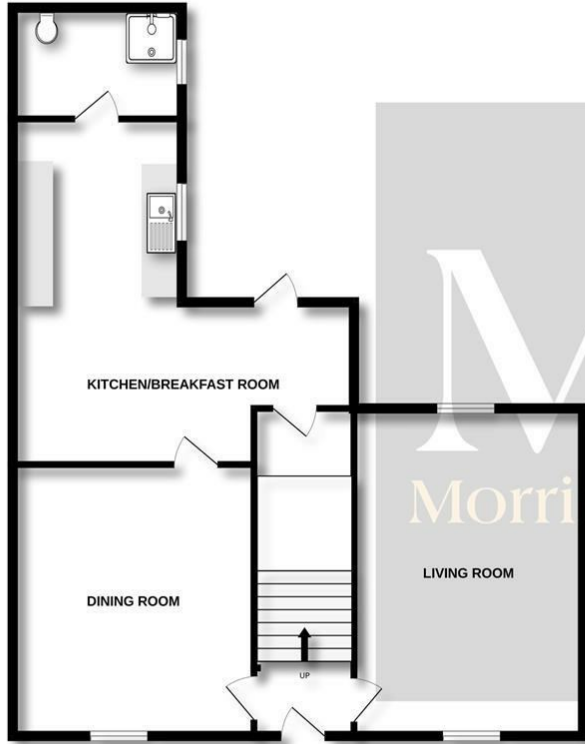 KITCHEN/BREAKFAST ROOM
Morri
LIVING ROOM
DINING ROOM
UP